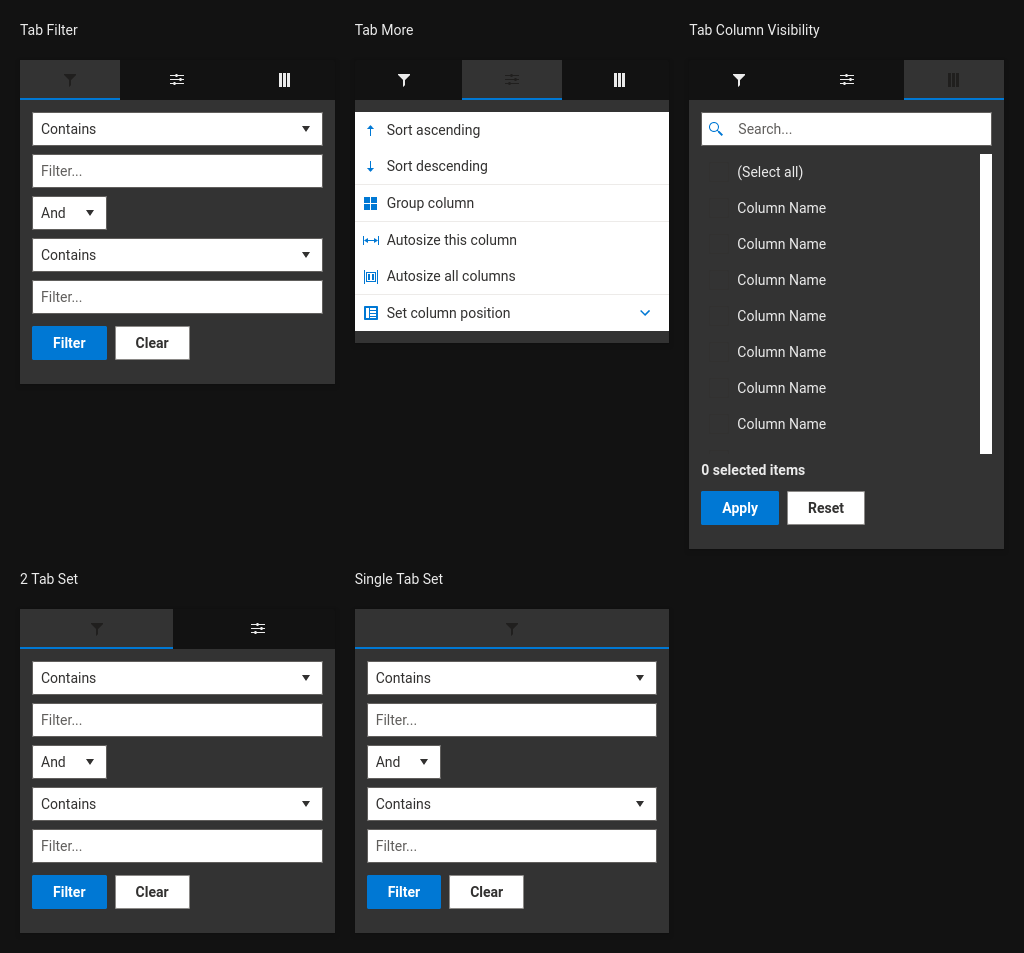 Tab Filter
Contains
Filter...
And
Contains
Filter...
Filter Clear
Tab More
Sort ascending
Sort descending
Group column
Autosize this column
Autosize all columns
Set column position
Tab Column Visibility
Search...
(Select all)
Column Name
Column Name
Column Name
Column Name
Column Name
Column Name
Column Name
0 selected items
Apply Reset
2 Tab Set
Contains
Filter...
And
Contains
Filter...
Filter Clear
Single Tab Set
Contains
Filter...
And
Contains
Filter...
Filter Clear